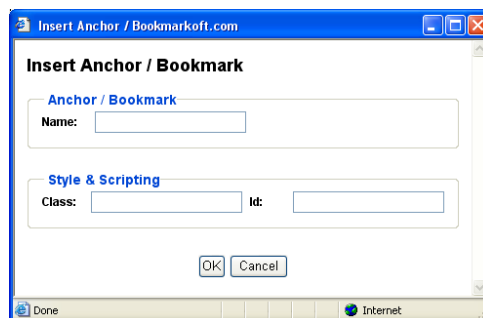 Insert Anchor / Bookmarkoft.com
Insert Anchor / Bookmark
Anchor / Bookmark
Name:
Style & Scripting
Class: Id:
OK Cancel
Done Internet